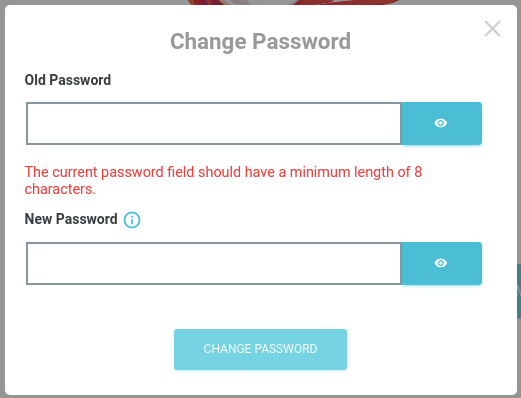 Change Password
Old Password
The current password field should have a minimum length of 8
characters.
New Password
CHANGE PASSWORD